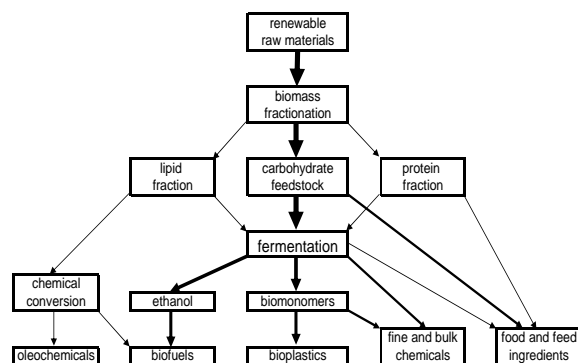 renewable
raw materials
biomass
fractionation
lipid
fraction
carbohydrate
feedstock
protein
fraction
fermentation
chemical
conversion
ethanol
biomonomers
oleochemicals
biofuels
bioplastics
fine and bulk
chemicals
food and feed
ingredients